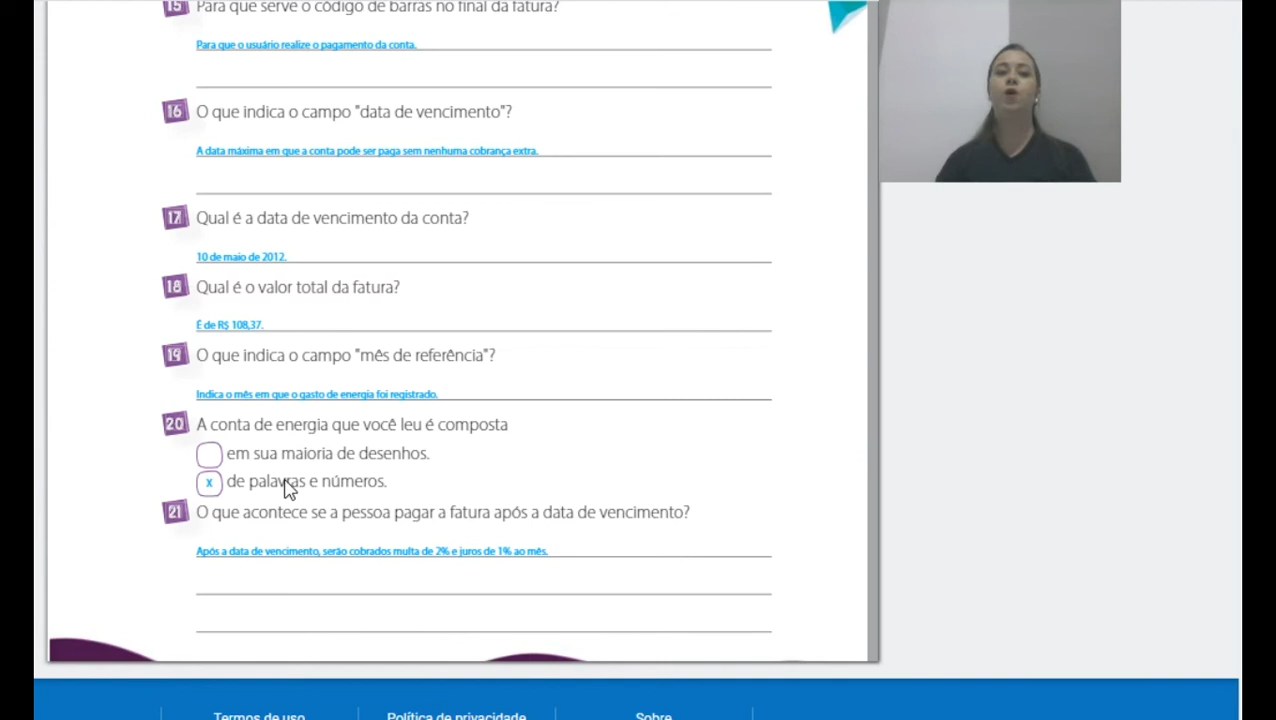 15 Para que serve o código de barras no final da fatura?
Para que o usuário realize o pagamento da conta.
16 O que indica o campo "data de vencimento"?
A data máxima em que a conta pode ser paga sem nenhuma cobrança extra.
17 Qual é a data de vencimento da conta?
10 de maio de 2012.
18 Qual é o valor total da fatura?
É de R$ 108,37.
19 O que indica o campo "mês de referência"?
Indica o mês em que o gasto de energia foi registrado.
20 A conta de energia que você leu é composta
em sua maioria de desenhos.
x de palavras e números.
21 O que acontece se a pessoa pagar a fatura após a data de vencimento?
Após a data de vencimento, serão cobrados multa de 2% e juros de 1% ao mês.
Termos de uso Política de privacidade Sobre